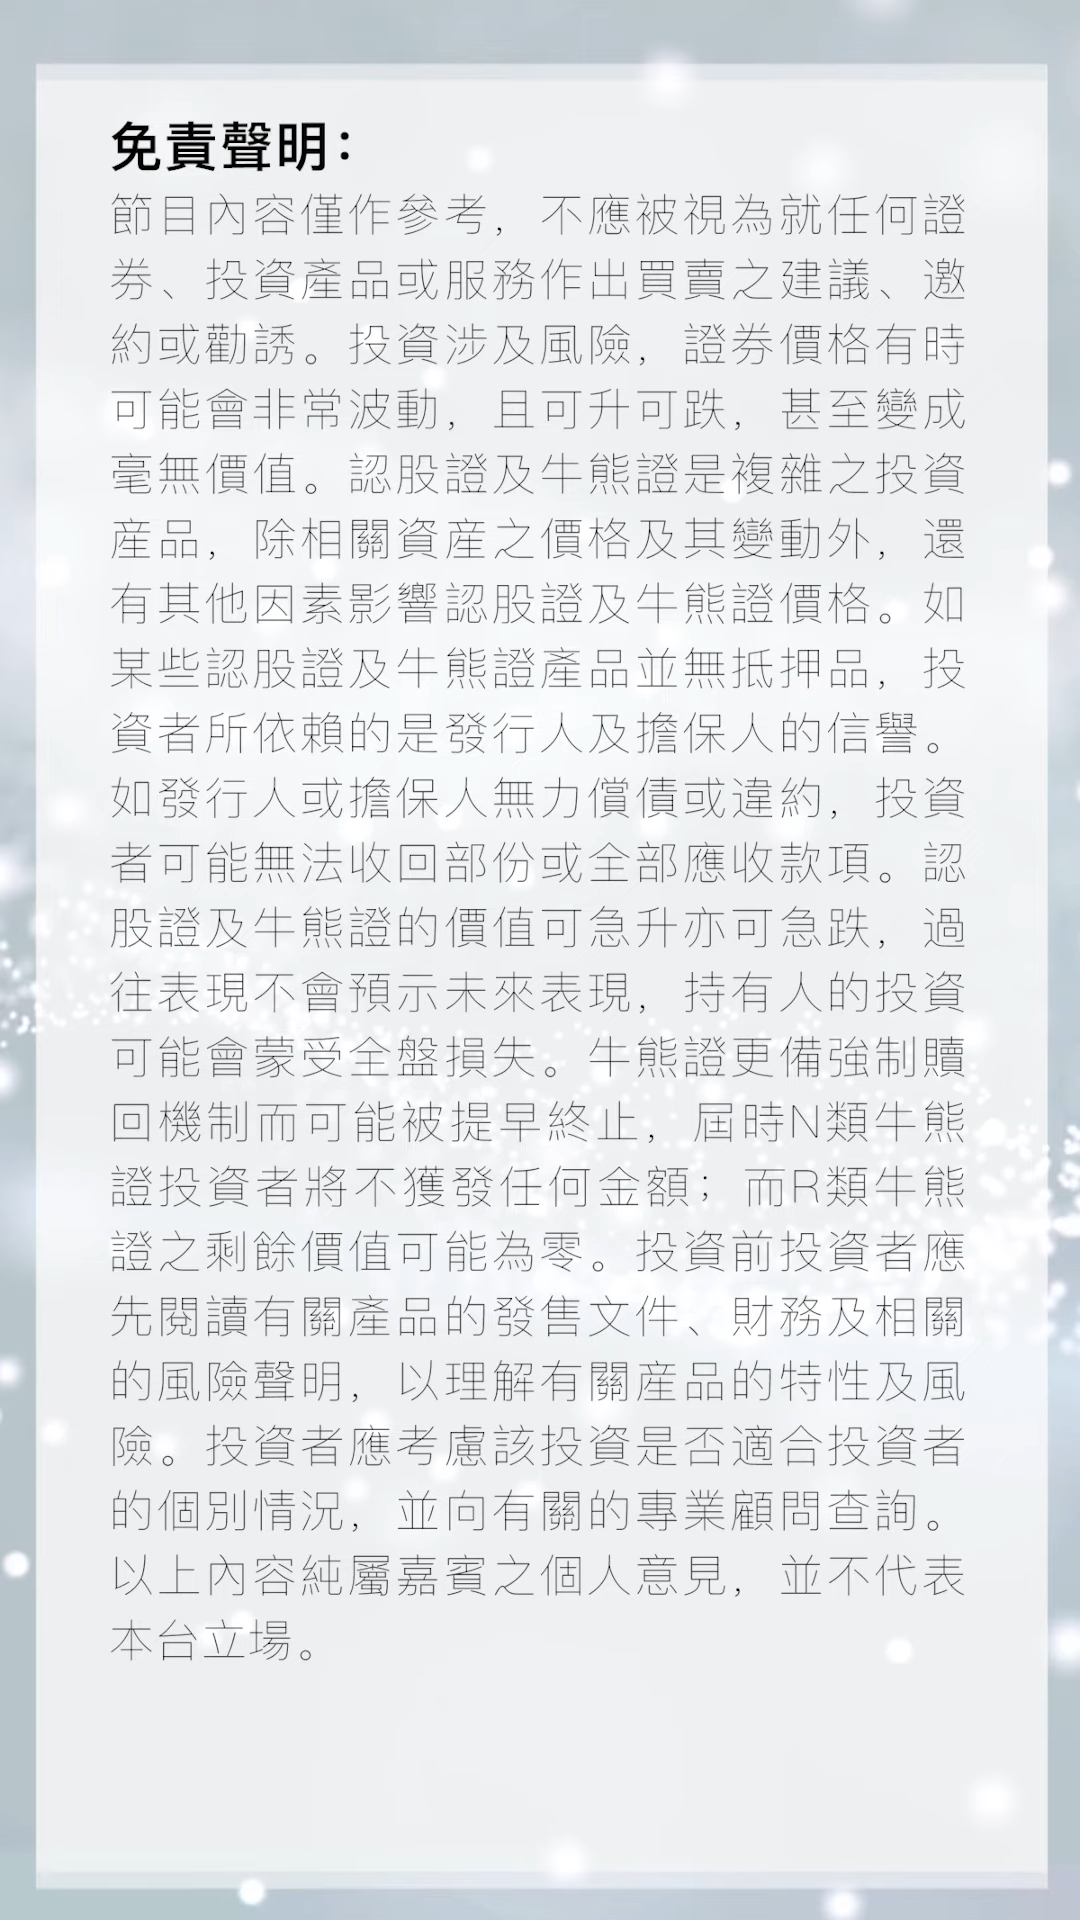 免責聲明：
節目內容僅作參考，不應被視為就任何證
券、投資產品或服務作出買賣之建議、邀
約或勸誘。投資涉及風險，證券價格有時
可能會非常波動，且可升可跌，甚至變成
毫無價值。認股證及牛熊證是複雜之投資
産品，除相關資産之價格及其變動外，還
有其他因素影響認股證及牛熊證價格。如
某些認股證及牛熊證產品並無抵押品，投
資者所依賴的是發行人及擔保人的信譽。
如發行人或擔保人無力償債或違約，投資
者可能無法收回部份或全部應收款項。認
股證及牛熊證的價值可急升亦可急跌，過
往表現不會預示未來表現，持有人的投資
可能會蒙受全盤損失。牛熊證更備強制贖
回機制而可能被提早終止，屆時N類牛熊
證投資者將不獲發任何金額；而R類牛熊
證之剩餘價值可能為零。投資前投資者應
先閱讀有關產品的發售文件、財務及相關
的風險聲明，以理解有關産品的特性及風
險。投資者應考慮該投資是否適合投資者
的個別情況，並向有關的專業顧問查詢。
以上內容純屬嘉賓之個人意見，並不代表
本台立場。